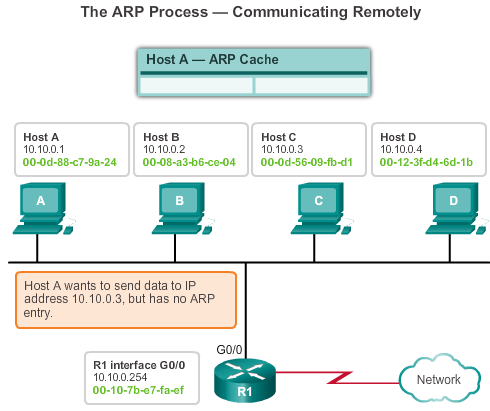 The ARP Process — Communicating Remotely
Host A — ARP Cache
Host A
10.10.0.1
00-0d-88-c7-9a-24
Host B
10.10.0.2
00-08-a3-b6-ce-04
Host C
10.10.0.3
00-0d-56-09-fb-d1
Host D
10.10.0.4
00-12-3f-d4-6d-1b
A
B
C
D
Host A wants to send data to IP
address 10.10.0.3, but has no ARP
entry.
G0/0
R1 interface G0/0
10.10.0.254
00-10-7b-e7-fa-ef
R1
Network